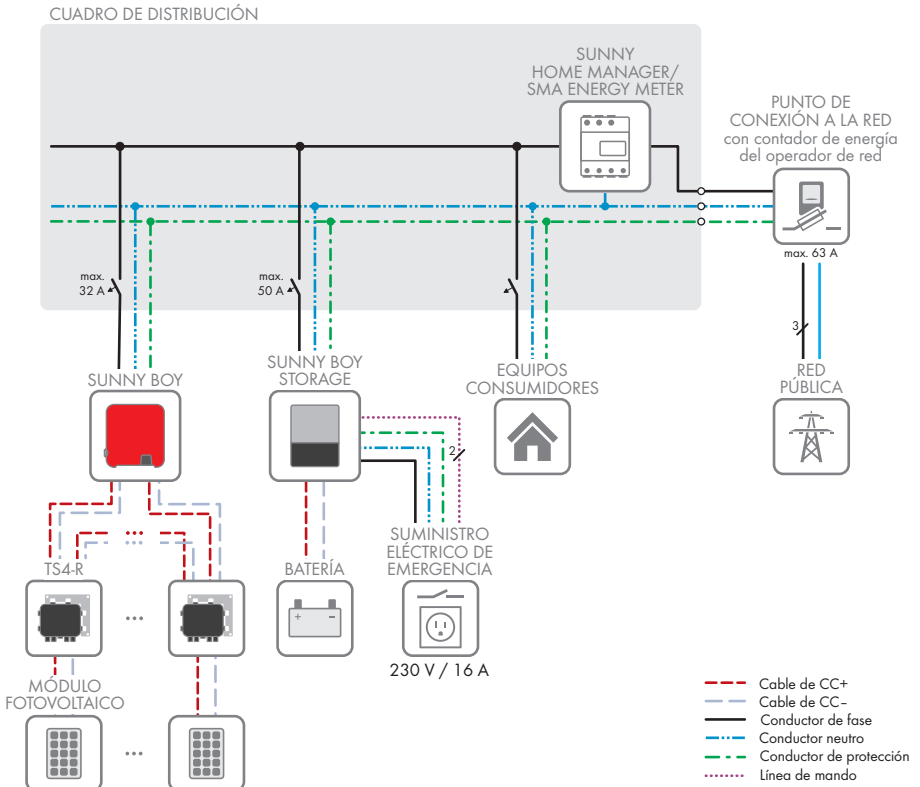 CUADRO DE DISTRIBUCIÓN
SUNNY
HOME MANAGER/
SMA ENERGY METER
PUNTO DE
CONEXIÓN A LA RED
con contador de energía
del operador de red
max. 63 A
max.
32 A
max.
50 A
3
SUNNY BOY
SUNNY BOY
STORAGE
EQUIPOS
CONSUMIDORES
RED
PÚBLICA
2
TS4-R
BATERÍA
SUMINISTRO
ELÉCTRICO DE
EMERGENCIA
+ −
230 V / 16 A
...
...
...
MÓDULO
FOTOVOLTAICO
...
Cable de CC+
Cable de CC−
Conductor de fase
Conductor neutro
Conductor de protección
Línea de mando